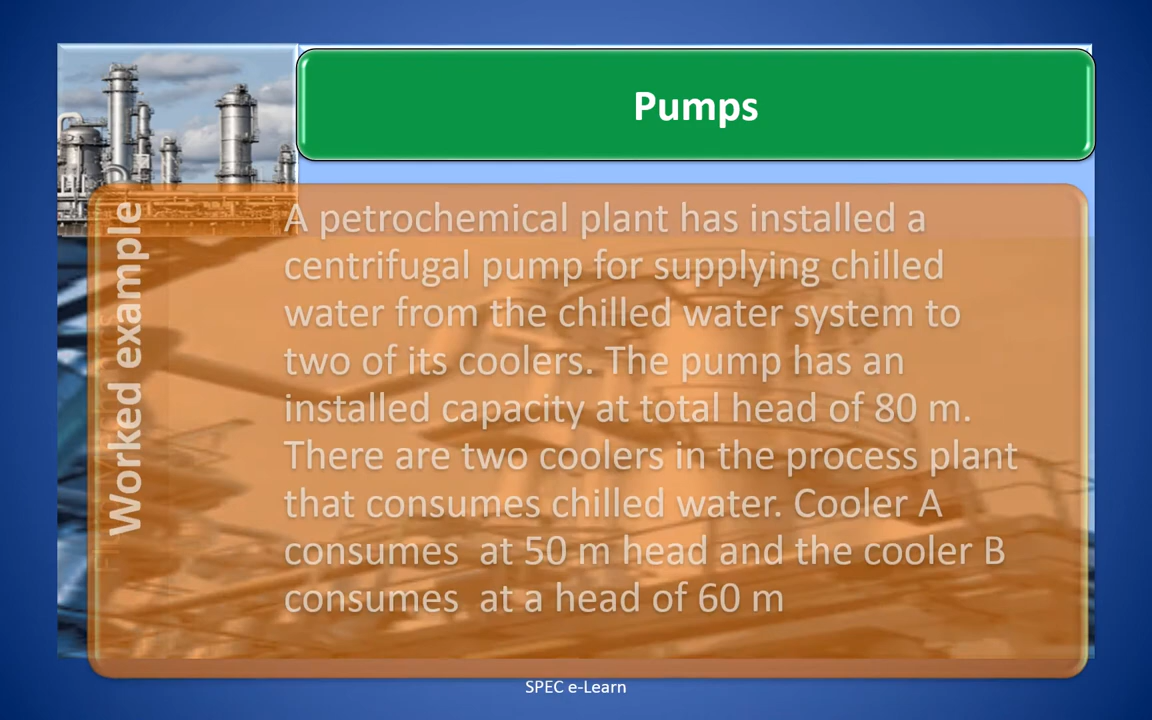 Pumps
Worked example
A petrochemical plant has installed a
centrifugal pump for supplying chilled
water from the chilled water system to
two of its coolers. The pump has an
installed capacity at total head of 80 m.
There are two coolers in the process plant
that consumes chilled water. Cooler A
consumes  at 50 m head and the cooler B
consumes  at a head of 60 m
SPEC e-Learn